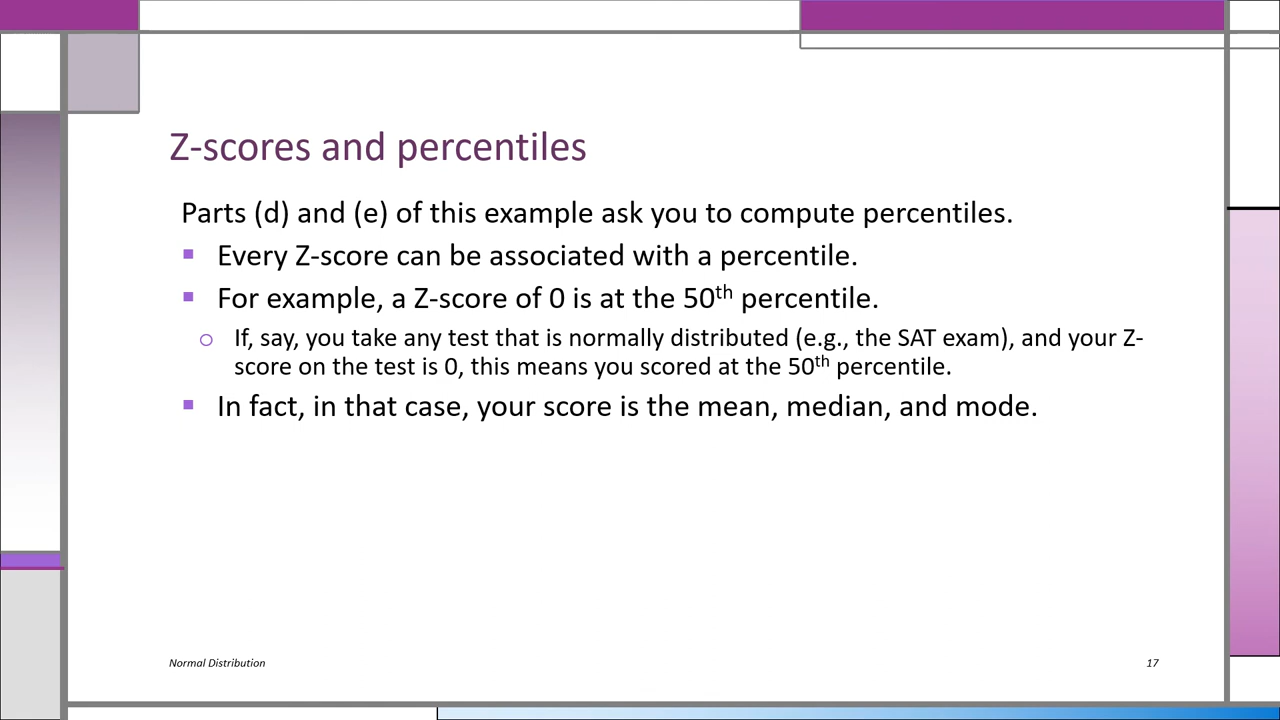 Z-scores and percentiles
Parts (d) and (e) of this example ask you to compute percentiles.
▪ Every Z-score can be associated with a percentile.
▪ For example, a Z-score of 0 is at the 50th percentile.
o If, say, you take any test that is normally distributed (e.g., the SAT exam), and your Z-
score on the test is 0, this means you scored at the 50th percentile.
▪ In fact, in that case, your score is the mean, median, and mode.
Normal Distribution
17